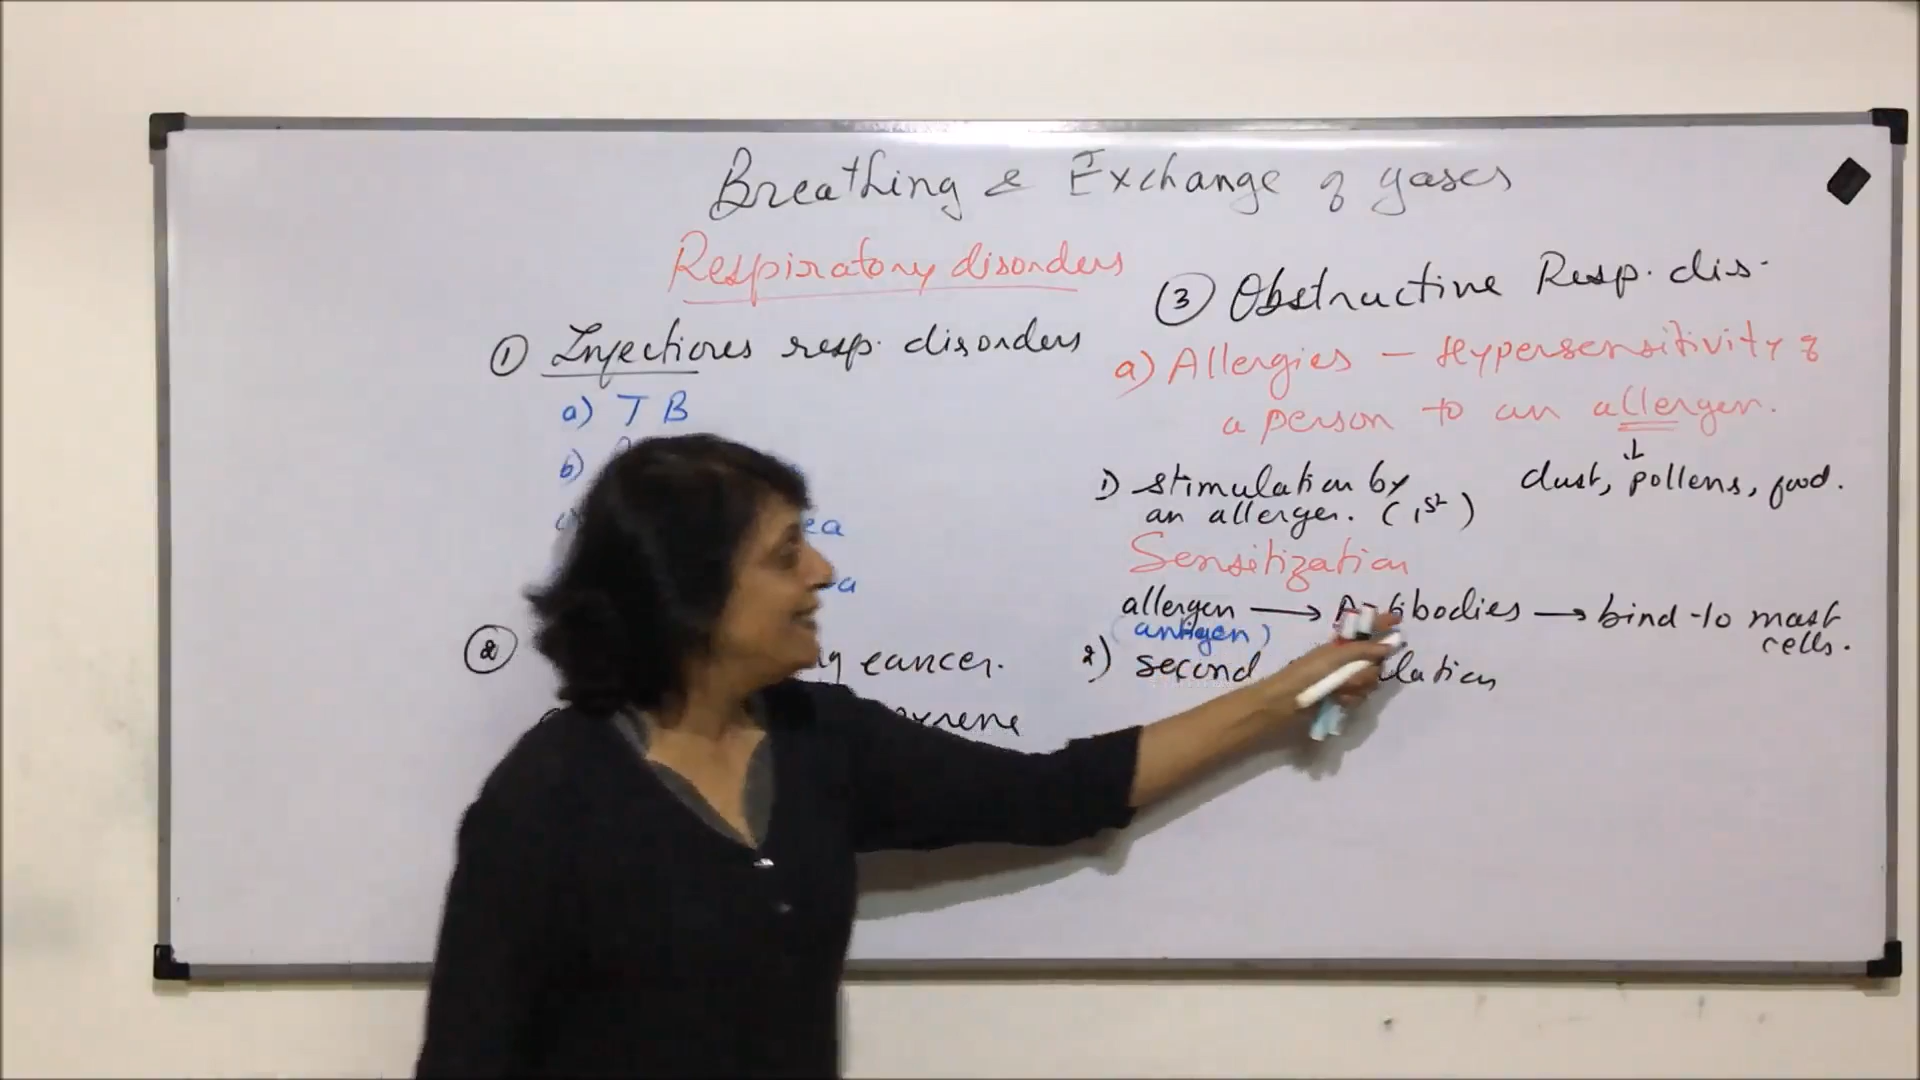 Breathing & Exchange of gases
Respiratory disorders
① Infectious resp. disorders
a) TB
b)
② cancer.
③ Obstructive Resp. dis.
a) Allergies – Hypersensitivity of
a person to an allergen.
↓
dust, pollens, food.
1) stimulation by
an allergen. (1st)
Sensitization
allergen → Antibodies → bind to mast
cells.
(antigen)
2) second